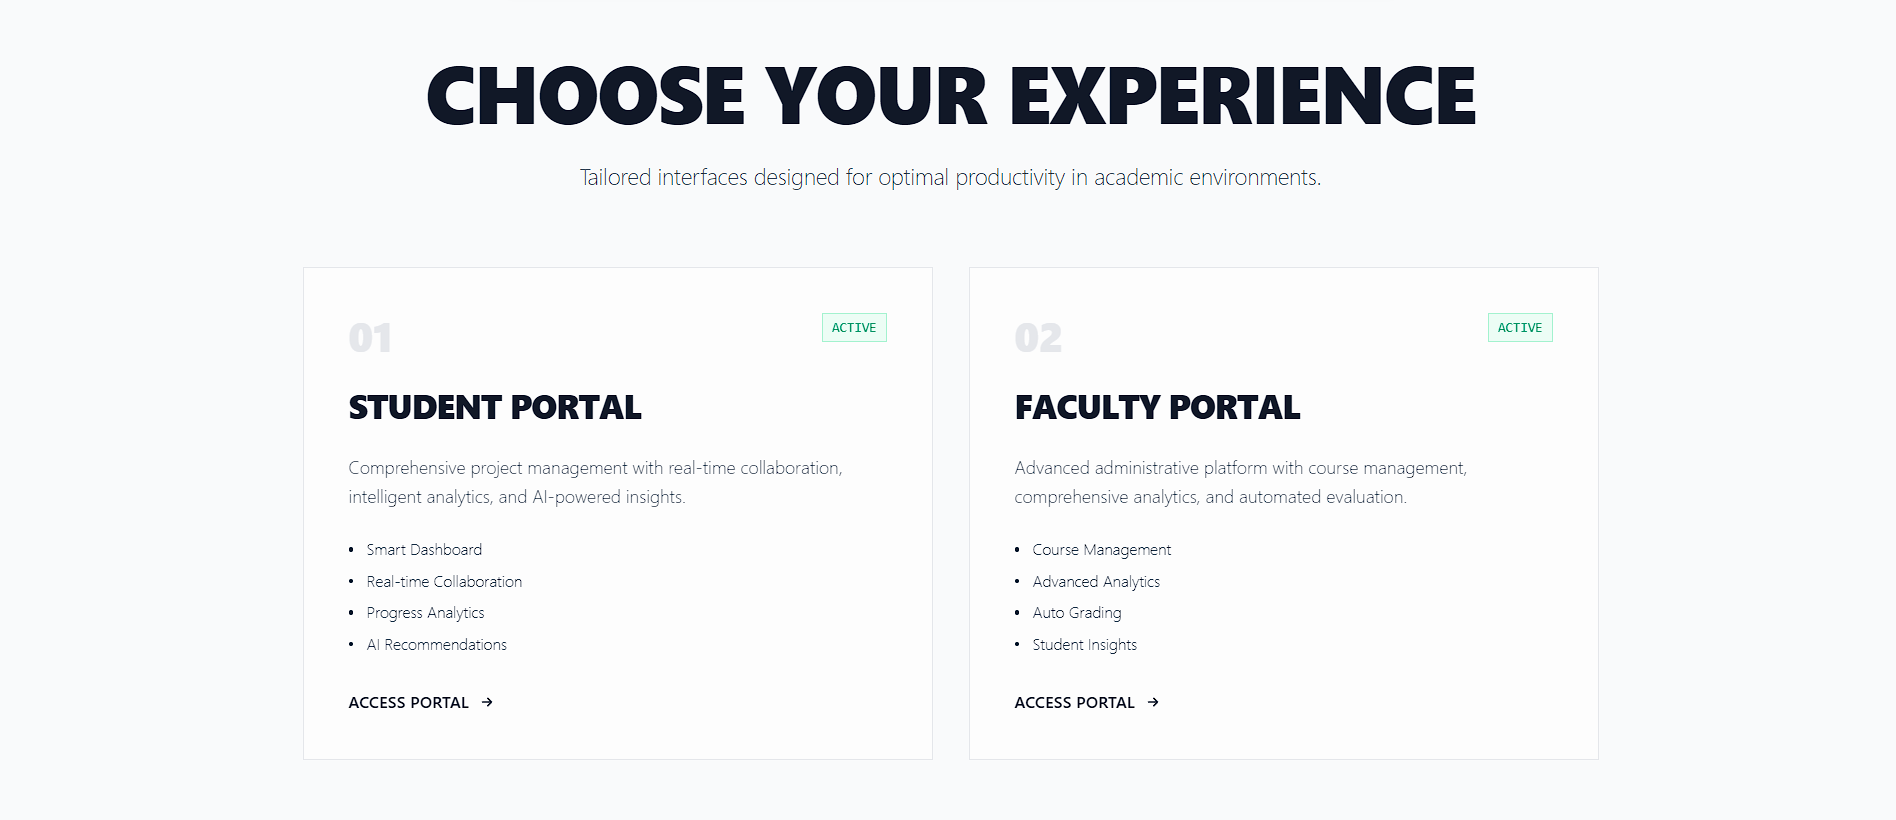 CHOOSE YOUR EXPERIENCE
Tailored interfaces designed for optimal productivity in academic environments.
01
ACTIVE
STUDENT PORTAL
Comprehensive project management with real-time collaboration,
intelligent analytics, and AI-powered insights.
• Smart Dashboard
• Real-time Collaboration
• Progress Analytics
• AI Recommendations
ACCESS PORTAL →
02
ACTIVE
FACULTY PORTAL
Advanced administrative platform with course management,
comprehensive analytics, and automated evaluation.
• Course Management
• Advanced Analytics
• Auto Grading
• Student Insights
ACCESS PORTAL →